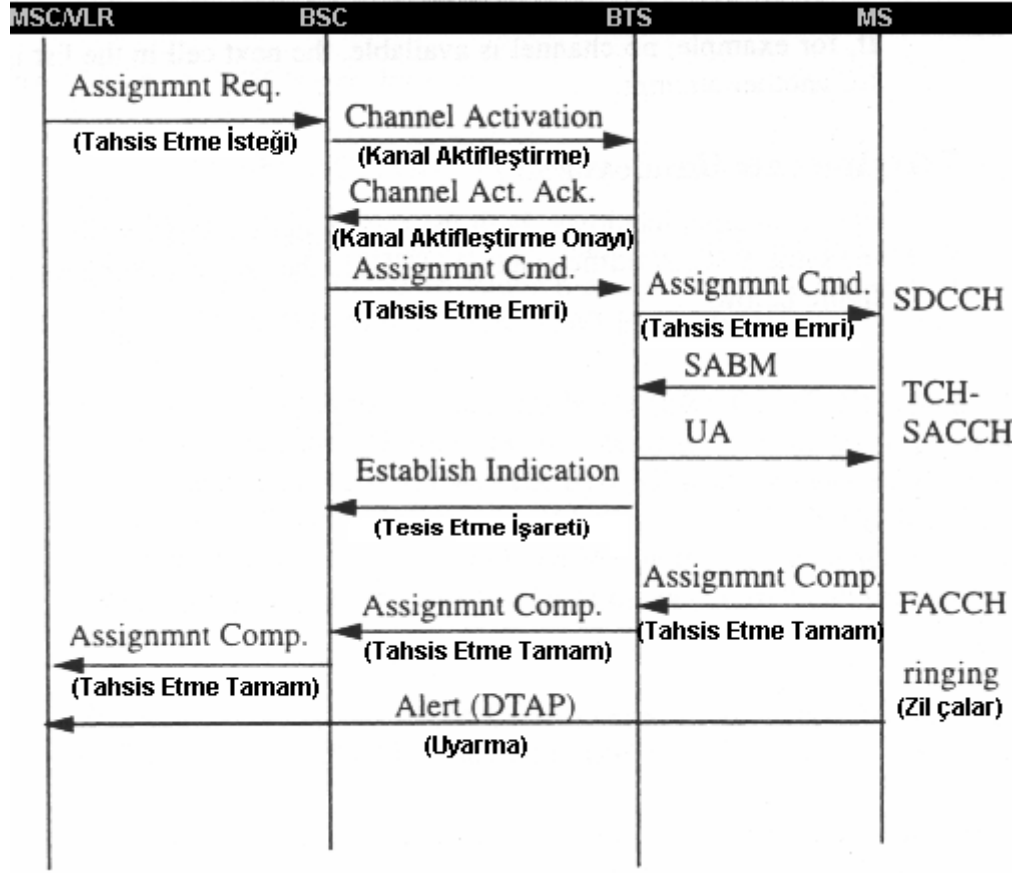 MSC/VLR BSC BTS MS
Assignmnt Req.
(Tahsis Etme İsteği)
Channel Activation
(Kanal Aktifleştirme)
Channel Act. Ack.
(Kanal Aktifleştirme Onayı)
Assignmnt Cmd.
(Tahsis Etme Emri)
Assignmnt Cmd.
(Tahsis Etme Emri)
SDCCH
SABM
TCH-
SACCH
UA
Establish Indication
(Tesis Etme İşareti)
Assignmnt Comp.
(Tahsis Etme Tamam)
FACCH
Assignmnt Comp.
(Tahsis Etme Tamam)
Assignmnt Comp.
(Tahsis Etme Tamam)
ringing
(Zil çalar)
Alert (DTAP)
(Uyarma)